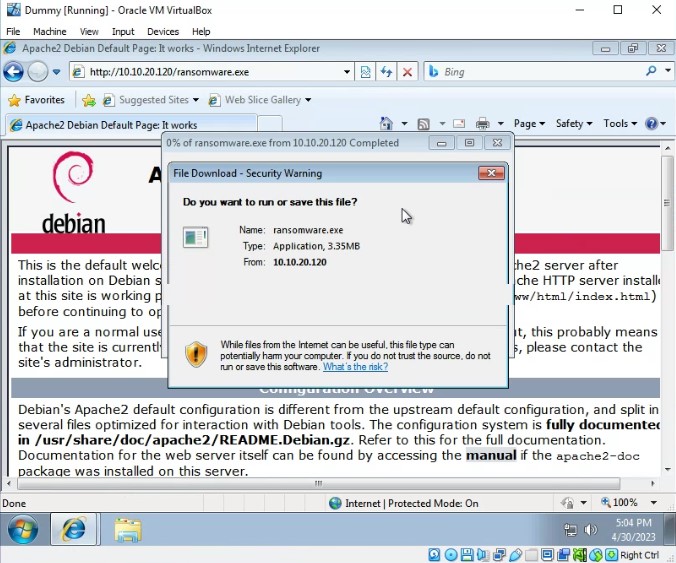 Dummy [Running] - Oracle VM VirtualBox
File Machine View Input Devices Help
Apache2 Debian Default Page: It works - Windows Internet Explorer
http://10.10.20.120/ransomware.exe
Bing
Favorites Suggested Sites Web Slice Gallery
Apache2 Debian Default Page: It works
Page Safety Tools
0% of ransomware.exe from 10.10.20.120 Completed
File Download - Security Warning
Do you want to run or save this file?
Name: ransomware.exe
Type: Application, 3.35MB
From: 10.10.20.120
While files from the Internet can be useful, this file type can
potentially harm your computer. If you do not trust the source, do not
run or save this software. What's the risk?
debian
This is the default welc
che2 server after
installation on Debian s
che HTTP server installe
at this site is working p
ww/html/index.html)
before continuing to op
If you are a normal use
t, this probably means
that the site is currently
s, please contact the
site's administrator.
Configuration Overview
Debian's Apache2 default configuration is different from the upstream default configuration, and split in
several files optimized for interaction with Debian tools. The configuration system is fully documented
in /usr/share/doc/apache2/README.Debian.gz. Refer to this for the full documentation.
Documentation for the web server itself can be found by accessing the manual if the apache2-doc
package was installed on this server.
Done
Internet | Protected Mode: On
100%
5:04 PM
4/30/2023
Right Ctrl